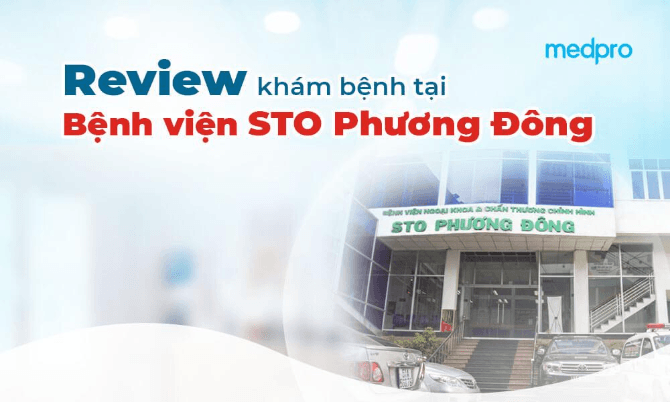 medpro
Review khám bệnh tại
Bệnh viện STO Phương Đông
BỆNH VIỆN NGOẠI KHOA & CHẤN THƯƠNG CHỈNH HÌNH
STO PHƯƠNG ĐÔNG